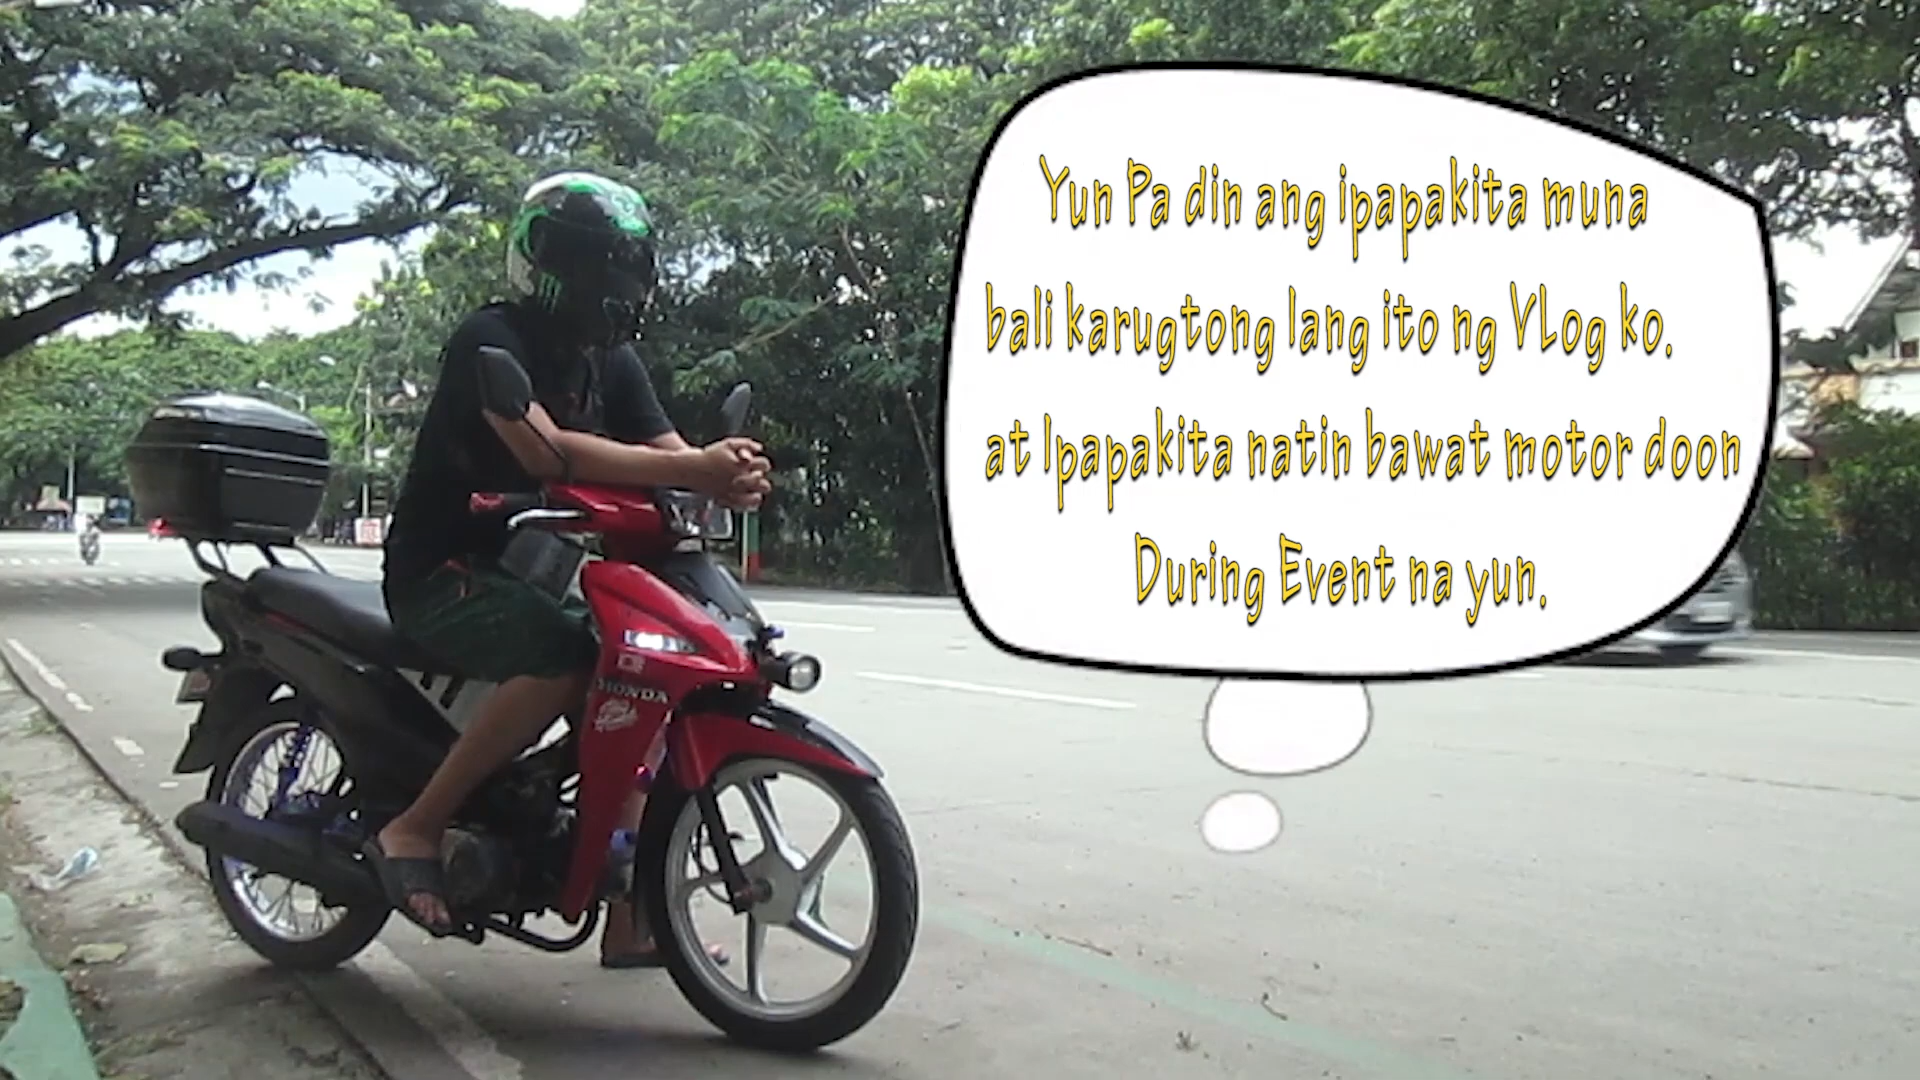 Yun Pa din ang ipapakita muna
bali karugtong lang ito ng VLog ko.
at Ipapakita natin bawat motor doon
During Event na yun.
HONDA